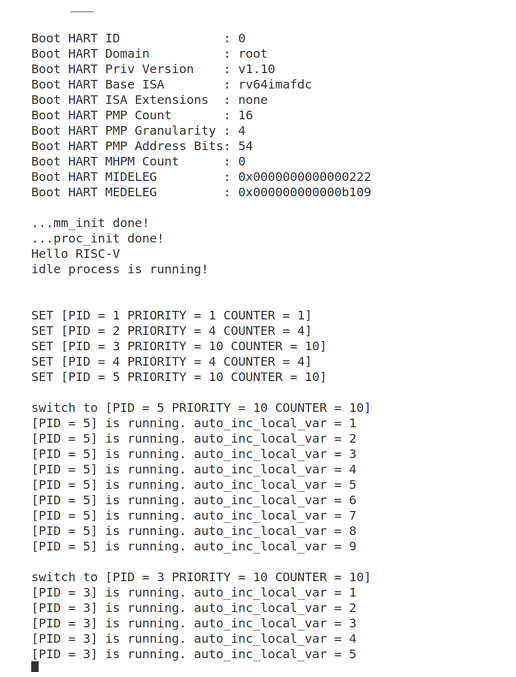 Boot HART ID              : 0
Boot HART Domain          : root
Boot HART Priv Version    : v1.10
Boot HART Base ISA        : rv64imafdc
Boot HART ISA Extensions  : none
Boot HART PMP Count       : 16
Boot HART PMP Granularity : 4
Boot HART PMP Address Bits: 54
Boot HART MHPM Count      : 0
Boot HART MIDELEG         : 0x0000000000000222
Boot HART MEDELEG         : 0x000000000000b109
...mm_init done!
...proc_init done!
Hello RISC-V
idle process is running!
SET [PID = 1 PRIORITY = 1 COUNTER = 1]
SET [PID = 2 PRIORITY = 4 COUNTER = 4]
SET [PID = 3 PRIORITY = 10 COUNTER = 10]
SET [PID = 4 PRIORITY = 4 COUNTER = 4]
SET [PID = 5 PRIORITY = 10 COUNTER = 10]
switch to [PID = 5 PRIORITY = 10 COUNTER = 10]
[PID = 5] is running. auto_inc_local_var = 1
[PID = 5] is running. auto_inc_local_var = 2
[PID = 5] is running. auto_inc_local_var = 3
[PID = 5] is running. auto_inc_local_var = 4
[PID = 5] is running. auto_inc_local_var = 5
[PID = 5] is running. auto_inc_local_var = 6
[PID = 5] is running. auto_inc_local_var = 7
[PID = 5] is running. auto_inc_local_var = 8
[PID = 5] is running. auto_inc_local_var = 9
switch to [PID = 3 PRIORITY = 10 COUNTER = 10]
[PID = 3] is running. auto_inc_local_var = 1
[PID = 3] is running. auto_inc_local_var = 2
[PID = 3] is running. auto_inc_local_var = 3
[PID = 3] is running. auto_inc_local_var = 4
[PID = 3] is running. auto_inc_local_var = 5